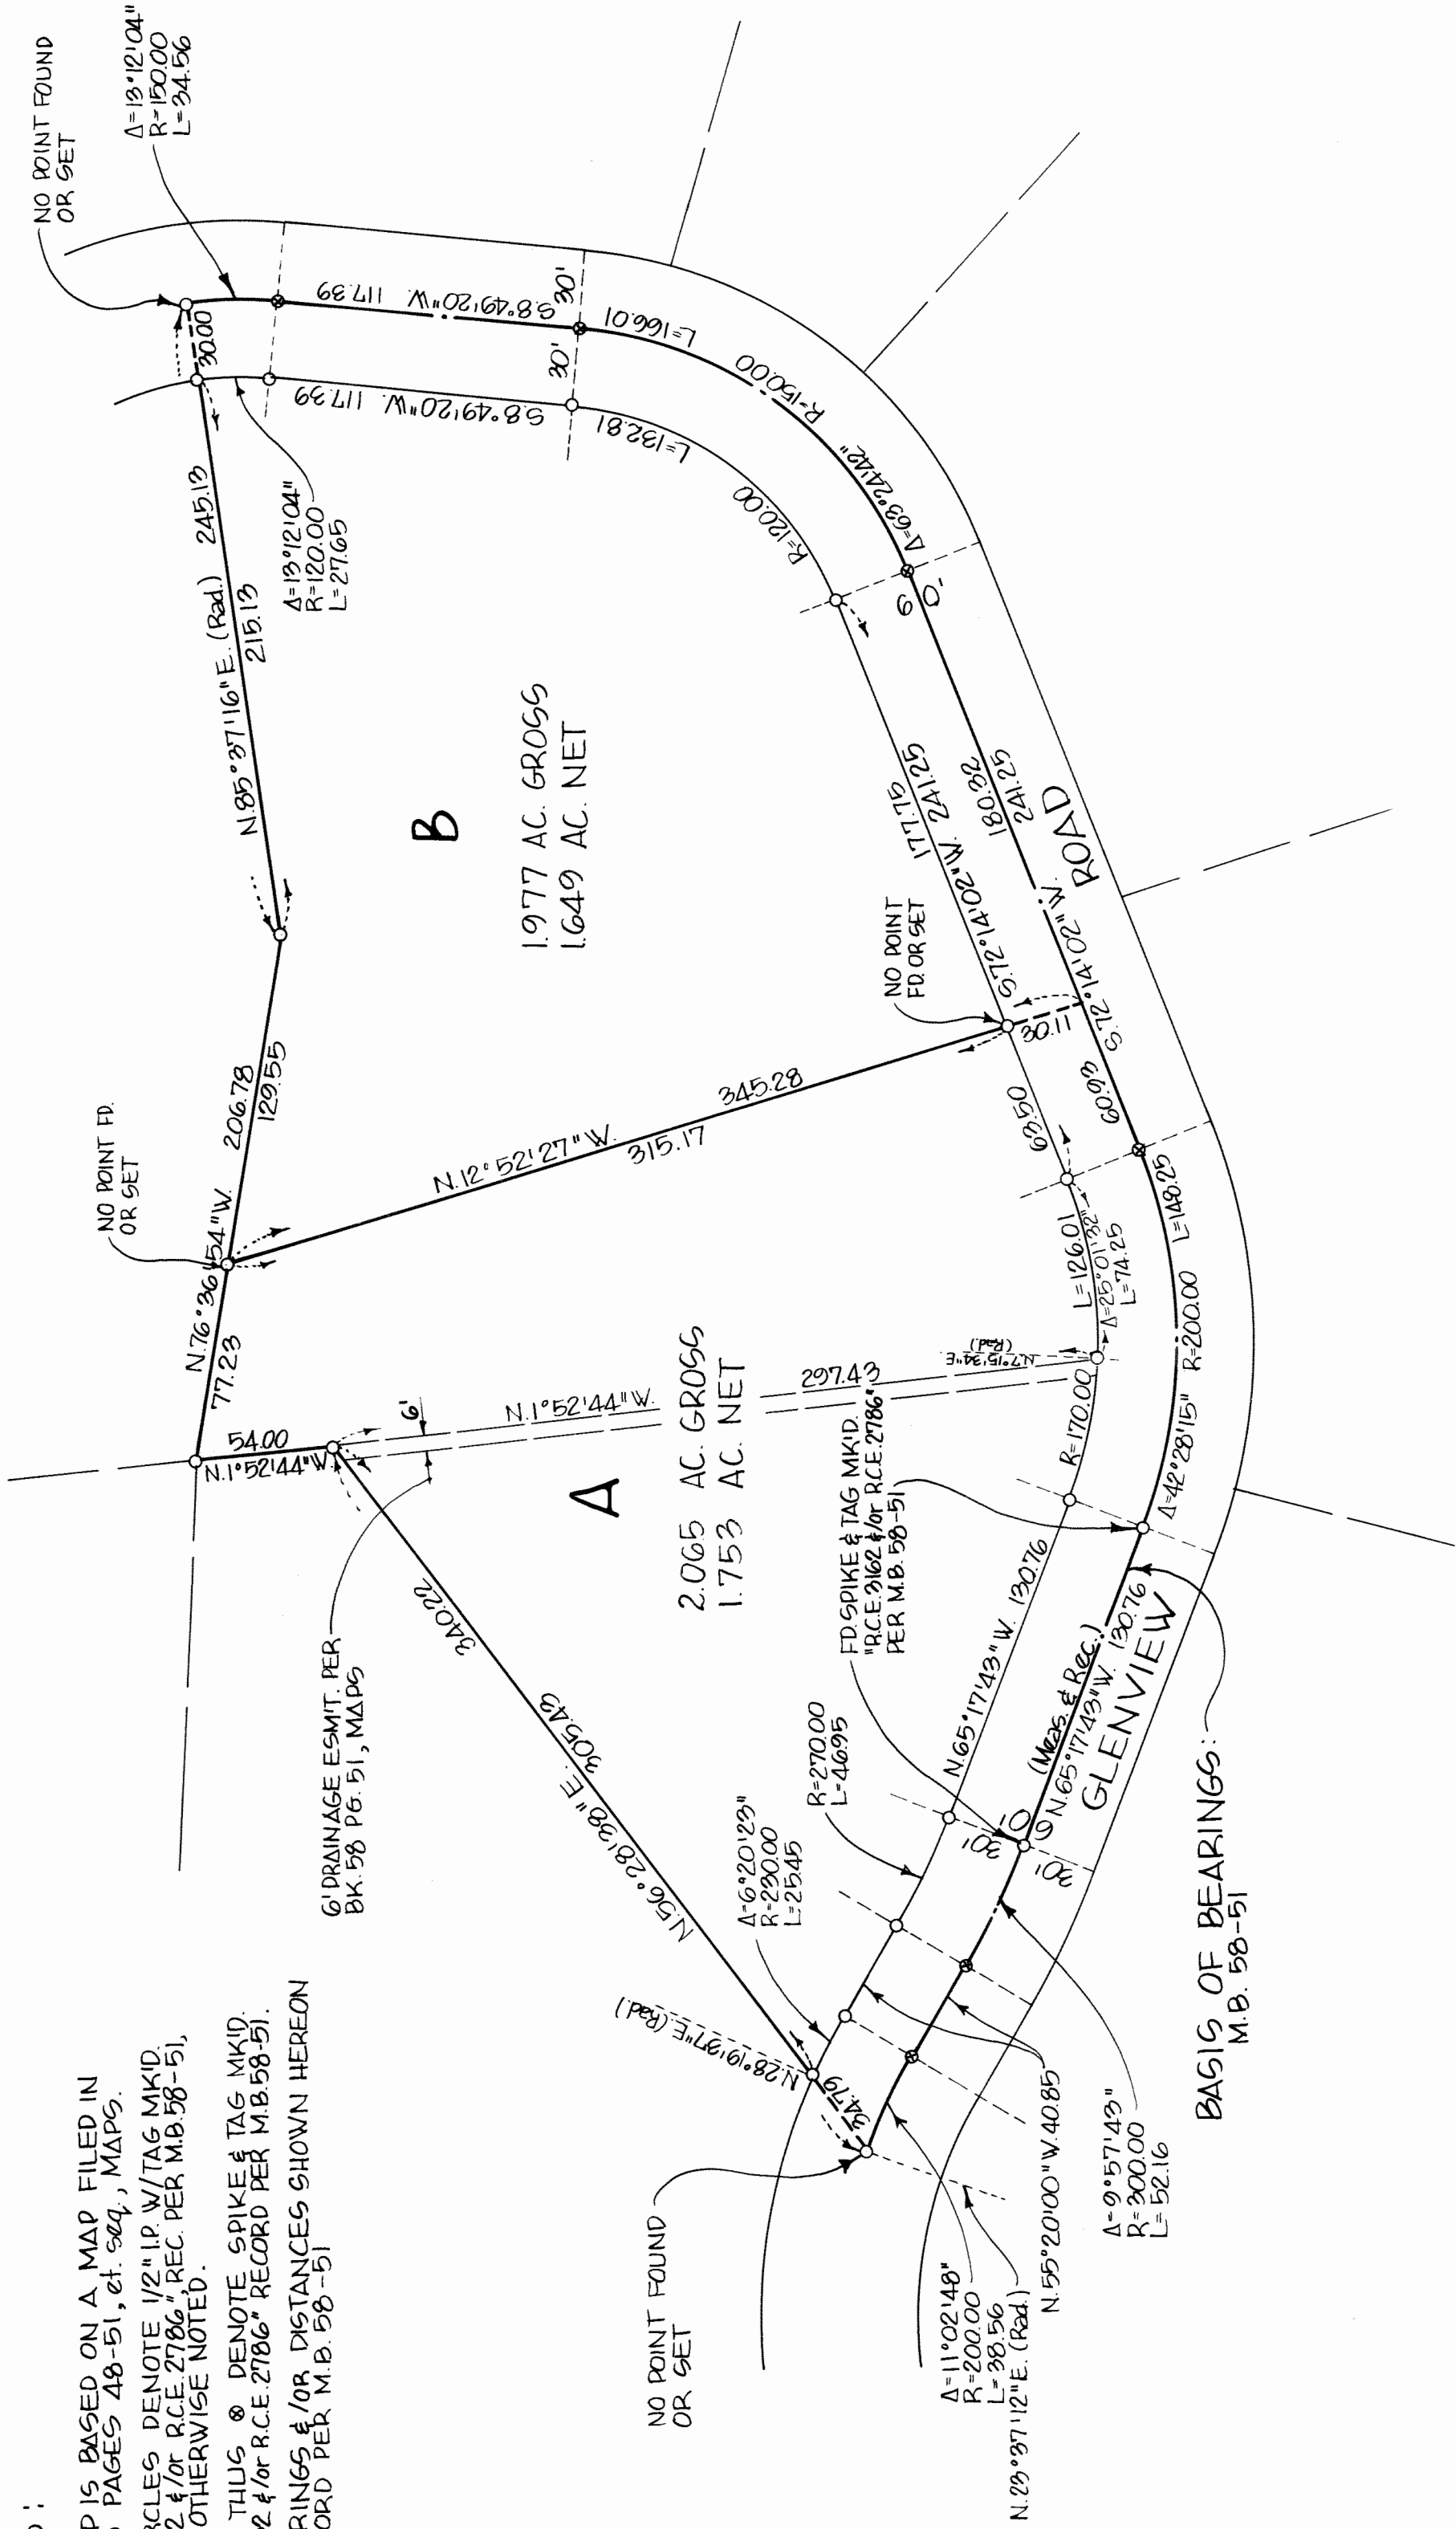 :
P IS BASED ON A MAP FILED IN
PAGES 48-51, et. seq., MAPS.
RCLES DENOTE 1/2" I.P. W/TAG MK'D.
2 &/or R.C.E. 2786", REC. PER M.B. 58-51,
OTHERWISE NOTED.
THUS ⊗ DENOTE SPIKE & TAG MK'D.
2 &/or R.C.E. 2786" RECORD PER M.B. 58-51.
RINGS &/OR DISTANCES SHOWN HEREON
ORD PER M.B. 58-51
6' DRAINAGE ESM'T. PER
BK. 58 PG. 51, MAPS
N.1°52'44"W.
54.00
N.76°36'54"W.
77.23
206.78
129.55
NO POINT FD.
OR SET
N.85°37'16"E. (Rad.)
245.13
215.13
30.00
NO POINT FOUND
OR SET
Δ=13°12'04"
R=150.00
L=34.56
Δ=13°12'04"
R=120.00
L=27.65
S.8°49'20"W. 117.39
S.8°49'20"W. 117.39
30'
30'
L=166.01
R=150.00
Δ=63°24'42"
L=132.81
R=120.00
B
1.977 AC. GROSS
1.649 AC. NET
N.12°52'27"W.
345.28
315.17
6'
N.1°52'44"W.
297.43
N.7°15'34"E
(Rad.)
A
2.065 AC. GROSS
1.753 AC. NET
340.22
N.56°28'38"E. 305.43
N.28°19'37"E (Rad.)
34.79
NO POINT FOUND
OR SET
Δ=6°20'23"
R=230.00
L=25.45
R=270.00
L=46.95
FD. SPIKE & TAG MK'D.
"R.C.E. 3162 &/or R.C.E. 2786"
PER M.B. 58-51
NO POINT
FD. OR SET
177.75
S.72°14'02"W. 241.25
63.50
30.11
180.32
241.25
S.72°14'02"W.
60.93
60'
ROAD
L=126.01
Δ=25°01'32"
L=74.25
R=170.00
L=148.25
R=200.00
Δ=42°28'15"
N.65°17'43"W. 130.76
(Meas. & Rec.)
N.65°17'43"W. 130.76
GLENVIEW
30'
60'
30'
BASIS OF BEARINGS:
M.B. 58-51
Δ=11°02'48"
R=200.00
L=38.56
N.23°37'12"E. (Rad.)
N.55°20'00"W. 40.85
Δ=9°57'43"
R=300.00
L=52.16